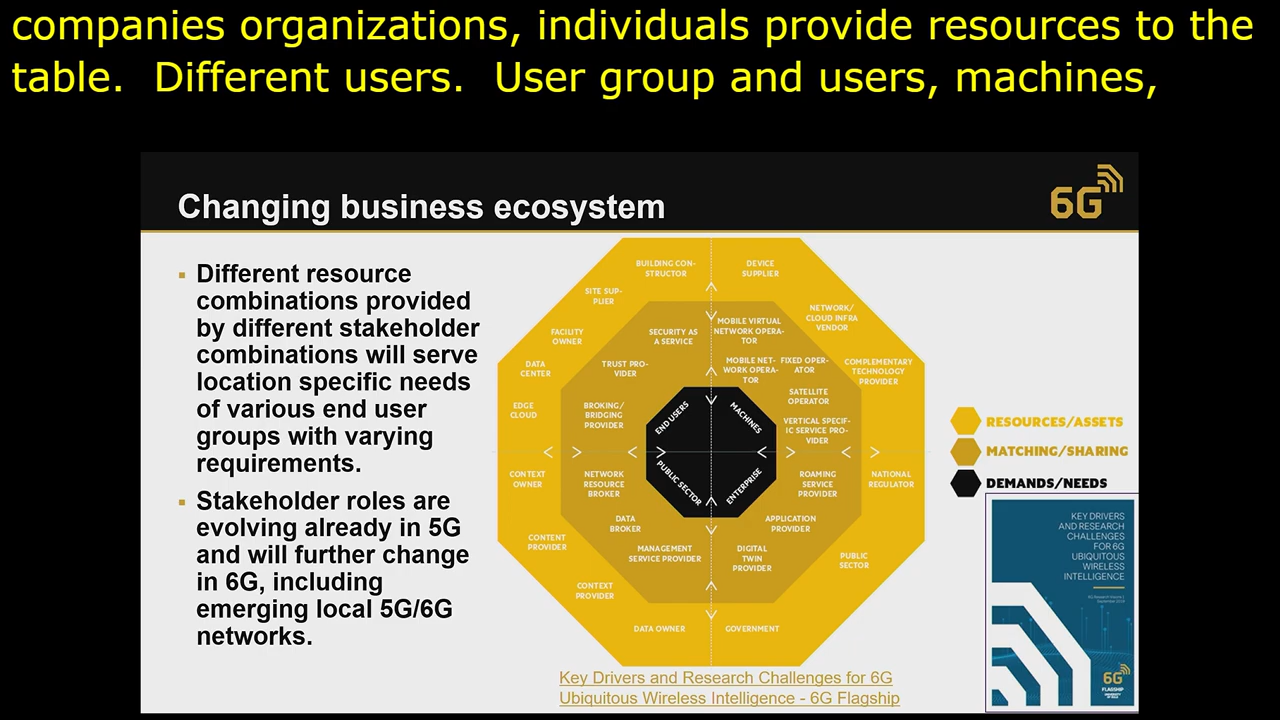 companies organizations, individuals provide resources to the
table.  Different users.  User group and users, machines,
Changing business ecosystem
6G
▪ Different resource
combinations provided
by different stakeholder
combinations will serve
location specific needs
of various end user
groups with varying
requirements.
▪ Stakeholder roles are
evolving already in 5G
and will further change
in 6G, including
emerging local 5G/6G
networks.
BUILDING CON-
STRUCTOR
DEVICE
SUPPLIER
SITE SUP-
PLIER
NETWORK/
CLOUD INFRA
VENDOR
FACILITY
OWNER
SECURITY AS
A SERVICE
MOBILE VIRTUAL
NETWORK OPERA-
TOR
DATA
CENTER
TRUST PRO-
VIDER
MOBILE NET-
WORK OPERA-
TOR
FIXED OPER-
ATOR
COMPLEMENTARY
TECHNOLOGY
PROVIDER
SATELLITE
OPERATOR
EDGE
CLOUD
BROKING/
BRIDGING
PROVIDER
END USERS
MACHINES
VERTICAL SPECIF-
IC SERVICE PRO-
VIDER
CONTEXT
OWNER
NETWORK
RESOURCE
BROKER
PUBLIC SECTOR
ENTERPRISE
ROAMING
SERVICE
PROVIDER
NATIONAL
REGULATOR
DATA
BROKER
APPLICATION
PROVIDER
CONTENT
PROVIDER
MANAGEMENT
SERVICE PROVIDER
DIGITAL
TWIN
PROVIDER
PUBLIC
SECTOR
CONTEXT
PROVIDER
DATA OWNER
GOVERNMENT
RESOURCES/ASSETS
MATCHING/SHARING
DEMANDS/NEEDS
KEY DRIVERS
AND RESEARCH
CHALLENGES
FOR 6G
UBIQUITOUS
WIRELESS
INTELLIGENCE
6G
FLAGSHIP
Key Drivers and Research Challenges for 6G
Ubiquitous Wireless Intelligence - 6G Flagship